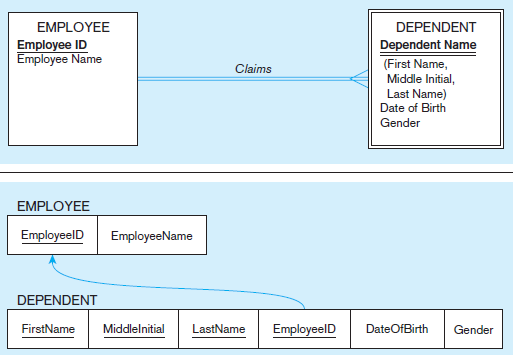 EMPLOYEE
Employee ID
Employee Name
Claims
DEPENDENT
Dependent Name
(First Name,
Middle Initial,
Last Name)
Date of Birth
Gender
EMPLOYEE
EmployeeID EmployeeName
DEPENDENT
FirstName MiddleInitial LastName EmployeeID DateOfBirth Gender